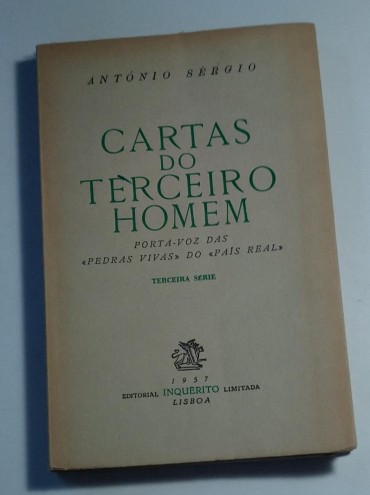 ANTÓNIO SÉRGIO
CARTAS
DO
TERCEIRO
HOMEM
PORTA-VOZ DAS
«PEDRAS VIVAS» DO «PAÍS REAL»
TERCEIRA SÉRIE
1957
EDITORIAL INQUÉRITO LIMITADA
LISBOA